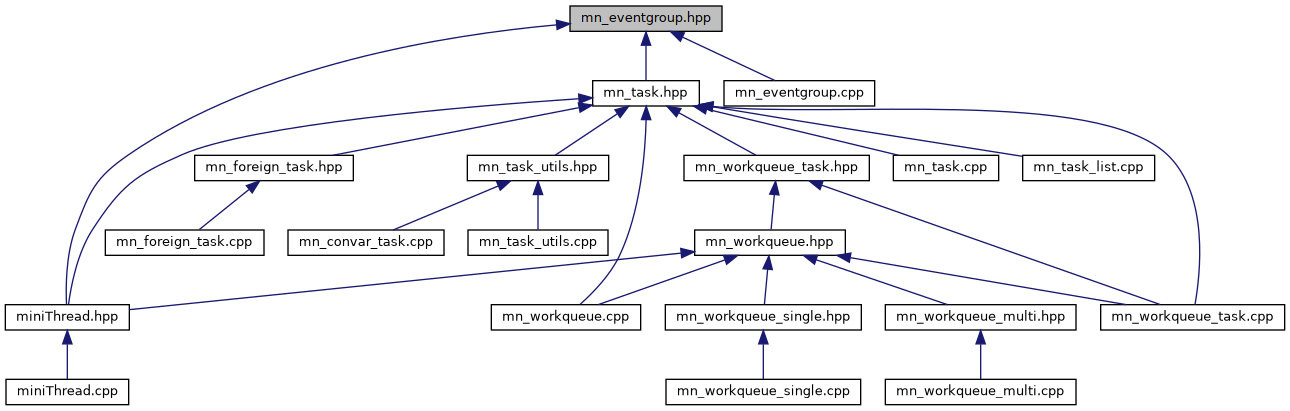 mn_eventgroup.hpp
mn_task.hpp
mn_eventgroup.cpp
mn_foreign_task.hpp
mn_task_utils.hpp
mn_workqueue_task.hpp
mn_task.cpp
mn_task_list.cpp
mn_foreign_task.cpp
mn_convar_task.cpp
mn_task_utils.cpp
mn_workqueue.hpp
miniThread.hpp
mn_workqueue.cpp
mn_workqueue_single.hpp
mn_workqueue_multi.hpp
mn_workqueue_task.cpp
miniThread.cpp
mn_workqueue_single.cpp
mn_workqueue_multi.cpp